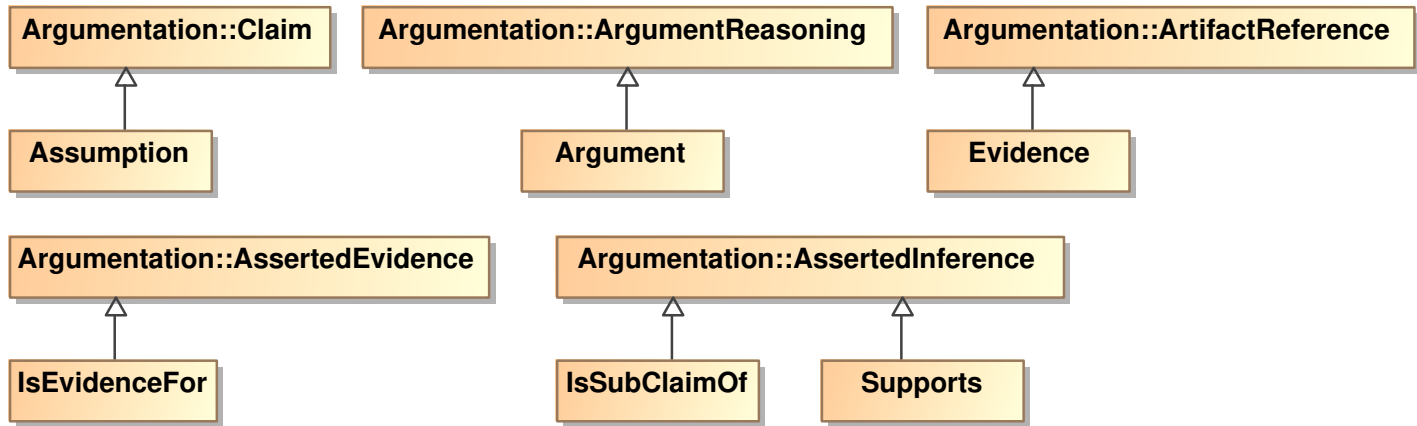 Argumentation::Claim
Argumentation::ArgumentReasoning
Argumentation::ArtifactReference
Assumption
Argument
Evidence
Argumentation::AssertedEvidence
Argumentation::AssertedInference
IsEvidenceFor
IsSubClaimOf
Supports